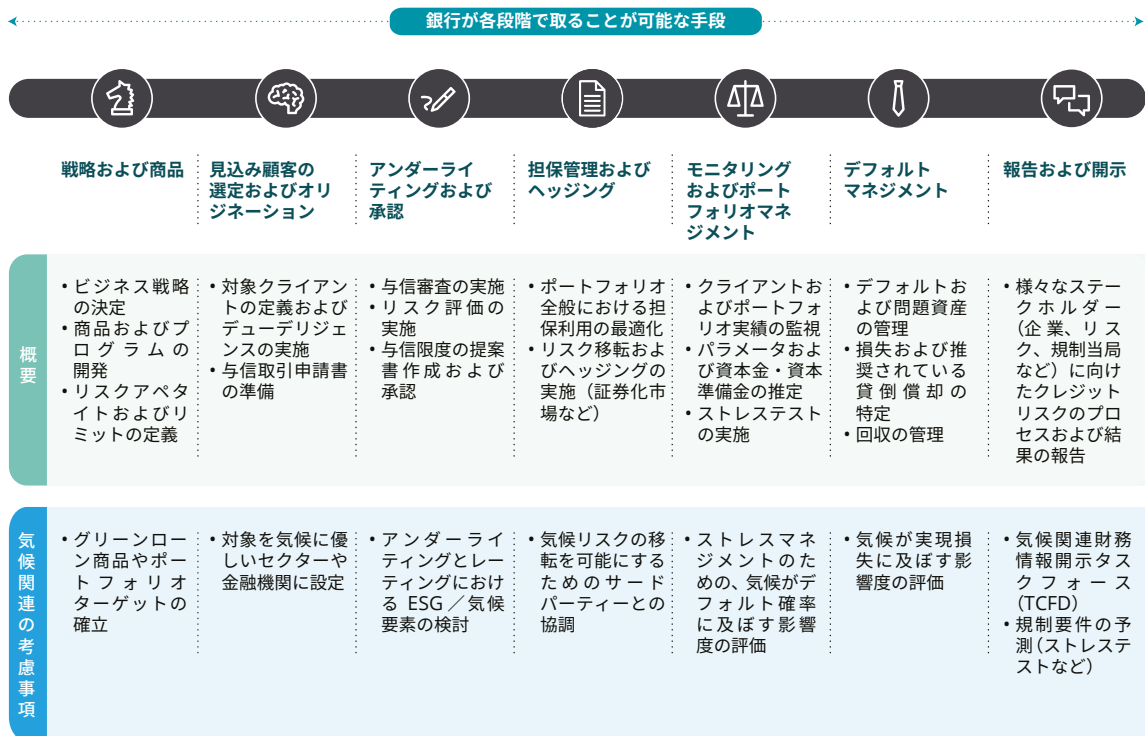 銀行が各段階で取ることが可能な手段
戦略および商品
見込み顧客の
選定およびオリ
ジネーション
アンダーライ
ティングおよび
承認
担保管理および
ヘッジング
モニタリング
およびポート
フォリオマネ
ジメント
デフォルト
マネジメント
報告および開示
概要
• ビジネス戦略
の決定
• 商品およびプ
ログラムの
開発
• リスクアペタ
イトおよびリ
ミットの定義
• 対象クライアン
トの定義および
デューデリジェ
ンスの実施
• 与信取引申請書
の準備
• 与信審査の実施
• リスク評価の
実施
• 与信限度の提案
書作成および
承認
• ポートフォリオ
全般における担
保利用の最適化
• リスク移転およ
びヘッジングの
実施（証券化市
場など）
• クライアントお
よびポートフォ
リオ実績の監視
• パラメータおよ
び資本金・資本
準備金の推定
• ストレステスト
の実施
• デフォルトお
よび問題資産
の管理
• 損失および推
奨されている
貸倒償却の
特定
• 回収の管理
• 様々なステー
クホルダー
（企業、リス
ク、規制当局
など）に向け
たクレジット
リスクのプロ
セスおよび結
果の報告
気候関連の考慮事項
• グリーンロー
ン商品やポー
トフォリオ
ターゲットの
確立
• 対象を気候に優
しいセクターや
金融機関に設定
• アンダーライ
ティングとレー
ティングにおけ
る ESG／気候
要素の検討
• 気候リスクの移
転を可能にする
ためのサード
パーティーとの
協調
• ストレスマネ
ジメントのた
めの、気候がデ
フォルト確率
に及ぼす影響
度の評価
• 気候が実現損
失に及ぼす影
響度の評価
• 気候関連財務
情報開示タス
クフォース
(TCFD)
• 規制要件の予
測（ストレステ
ストなど）